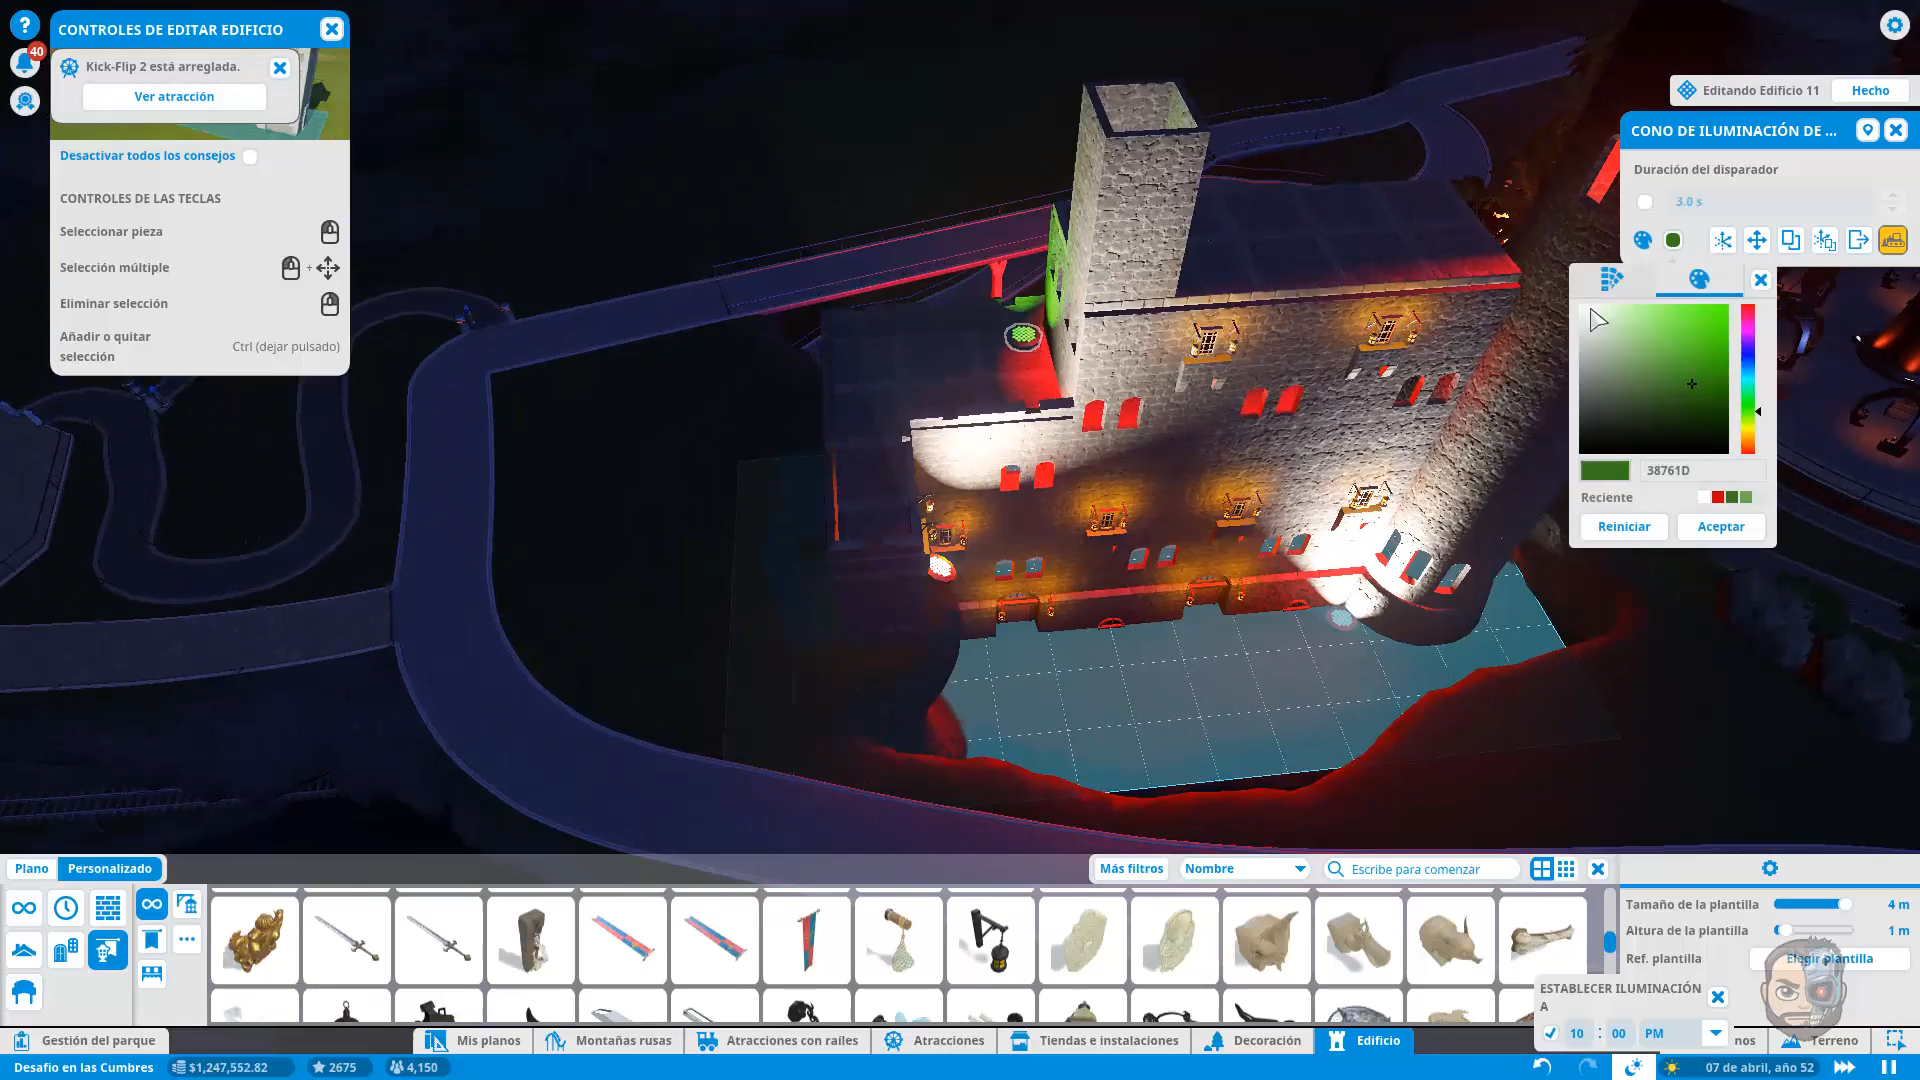 CONTROLES DE EDITAR EDIFICIO
40
Kick-Flip 2 está arreglada.
Ver atracción
Desactivar todos los consejos
CONTROLES DE LAS TECLAS
Seleccionar pieza
Selección múltiple
+
Eliminar selección
Añadir o quitar
selección
Ctrl (dejar pulsado)
Editando Edificio 11
Hecho
CONO DE ILUMINACIÓN DE ...
Duración del disparador
3.0 s
38761D
Reciente
Reiniciar
Aceptar
Plano
Personalizado
Más filtros
Nombre
Escribe para comenzar
Tamaño de la plantilla
4 m
Altura de la plantilla
1 m
Ref. plantilla
Elegir plantilla
ESTABLECER ILUMINACIÓN
A
10 : 00 PM
Gestión del parque
Mis planos
Montañas rusas
Atracciones con raíles
Atracciones
Tiendas e instalaciones
Decoración
Edificio
nos
Terreno
Desafio en las Cumbres
$1,247,552.82
2675
4,150
07 de abril, año 52